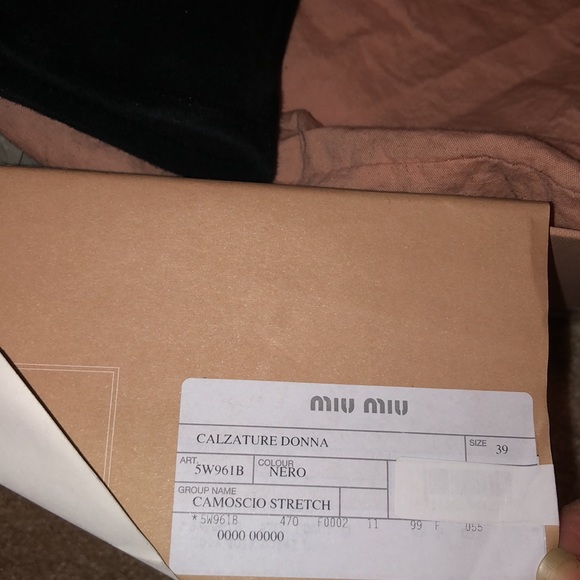 miu miu
CALZATURE DONNA
SIZE 39
ART. 5W961B COLOUR NERO
GROUP NAME
CAMOSCIO STRETCH
*5W961B 470 F0002 11 99 F 055
0000 00000